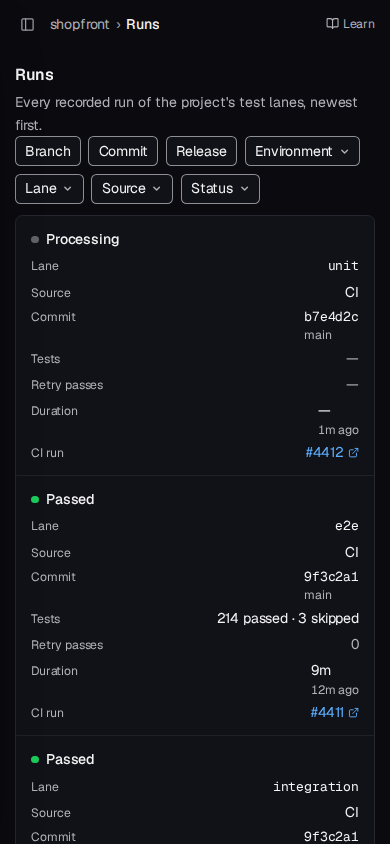 shopfront › Runs
Learn
Runs
Every recorded run of the project's test lanes, newest
first.
Branch
Commit
Release
Environment
Lane
Source
Status
Processing
Lane unit
Source CI
Commit b7e4d2c
main
Tests —
Retry passes —
Duration —
1m ago
CI run #4412
Passed
Lane e2e
Source CI
Commit 9f3c2a1
main
Tests 214 passed · 3 skipped
Retry passes 0
Duration 9m
12m ago
CI run #4411
Passed
Lane integration
Source CI
Commit 9f3c2a1